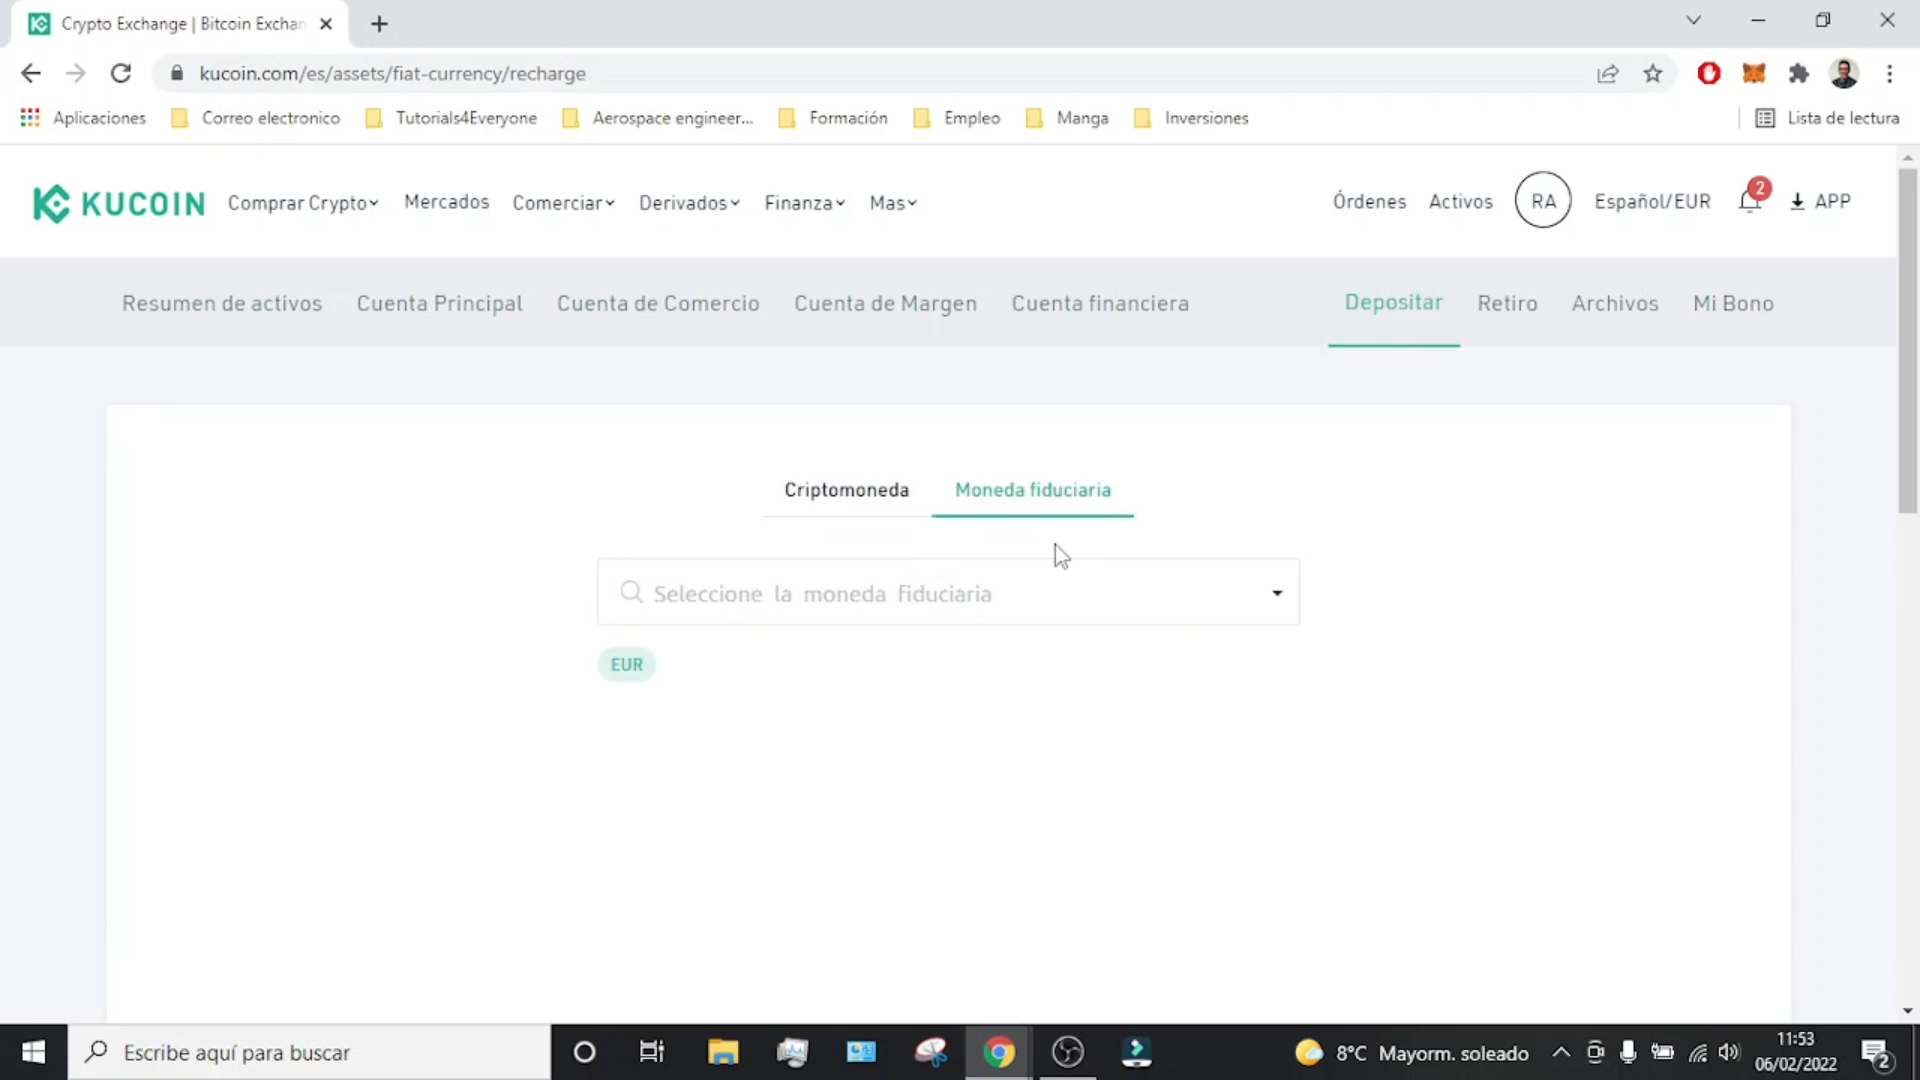 Crypto Exchange | Bitcoin Exchan
kucoin.com/es/assets/fiat-currency/recharge
Aplicaciones Correo electronico Tutorials4Everyone Aerospace engineer... Formación Empleo Manga Inversiones Lista de lectura
KUCOIN Comprar Crypto Mercados Comerciar Derivados Finanza Mas Órdenes Activos RA Español/EUR 2 APP
Resumen de activos Cuenta Principal Cuenta de Comercio Cuenta de Margen Cuenta financiera Depositar Retiro Archivos Mi Bono
Criptomoneda Moneda fiduciaria
Seleccione la moneda fiduciaria
EUR
Escribe aquí para buscar 8°C Mayorm. soleado 11:53
06/02/2022 2